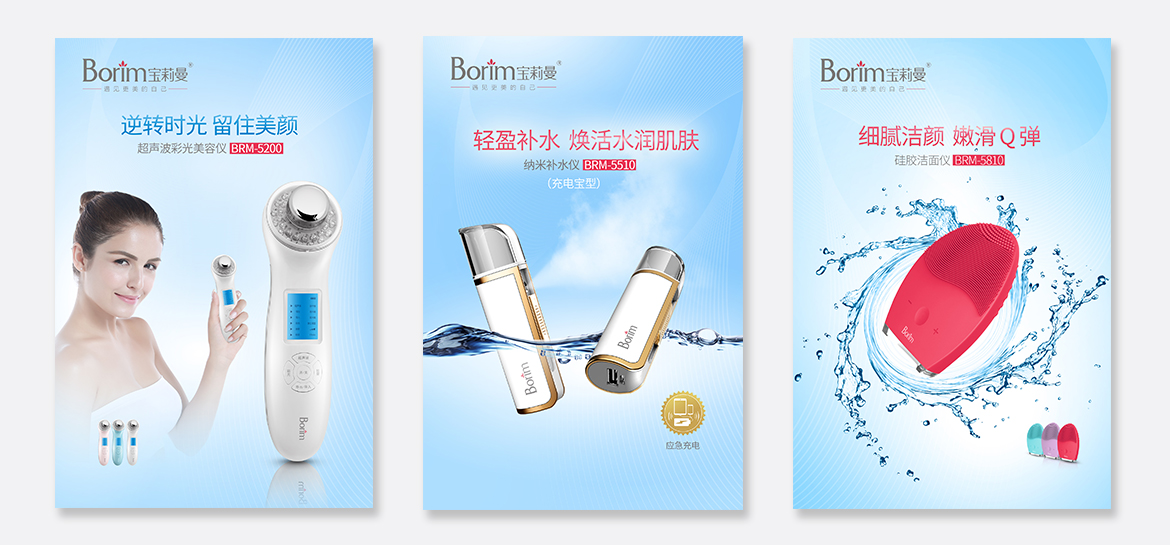 Borim宝莉曼®
遇见更美的自己
逆转时光 留住美颜
超声波彩光美容仪 BRM-5200
Borim
Borim宝莉曼®
遇见更美的自己
轻盈补水 焕活水润肌肤
纳米补水仪 BRM-5510
(充电宝型)
Borim
Borim
应急充电
Borim宝莉曼®
遇见更美的自己
细腻洁颜 嫩滑Q弹
硅胶洁面仪 BRM-5810
Borim